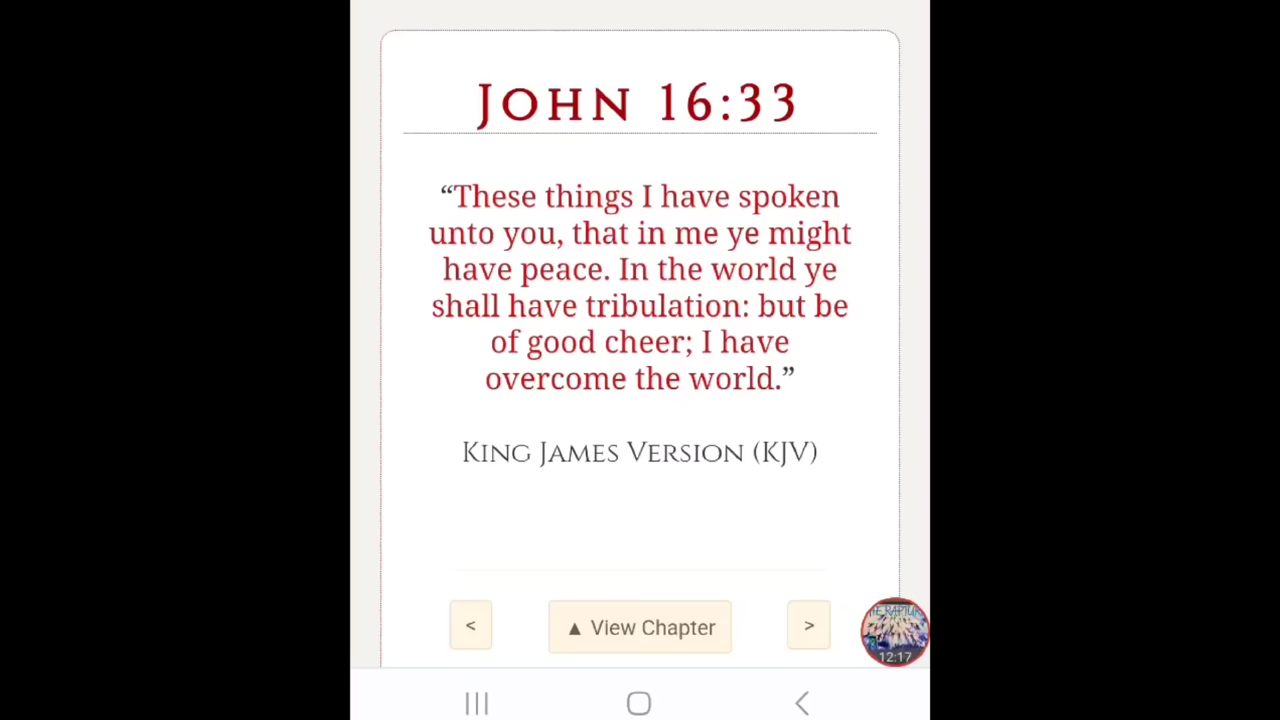 John 16:33
“These things I have spoken
unto you, that in me ye might
have peace. In the world ye
shall have tribulation: but be
of good cheer; I have
overcome the world.”
King James Version (KJV)
<
▲ View Chapter
>
12:17